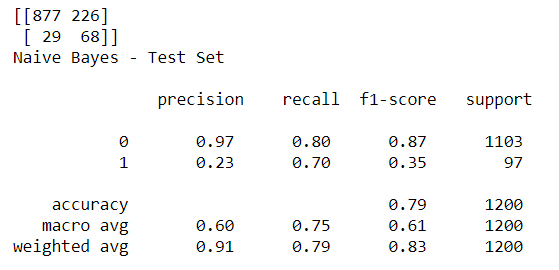 [[877 226]
[ 29 68]]
Naive Bayes - Test Set
precision recall f1-score support
0 0.97 0.80 0.87 1103
1 0.23 0.70 0.35 97
accuracy 0.79 1200
macro avg 0.60 0.75 0.61 1200
weighted avg 0.91 0.79 0.83 1200